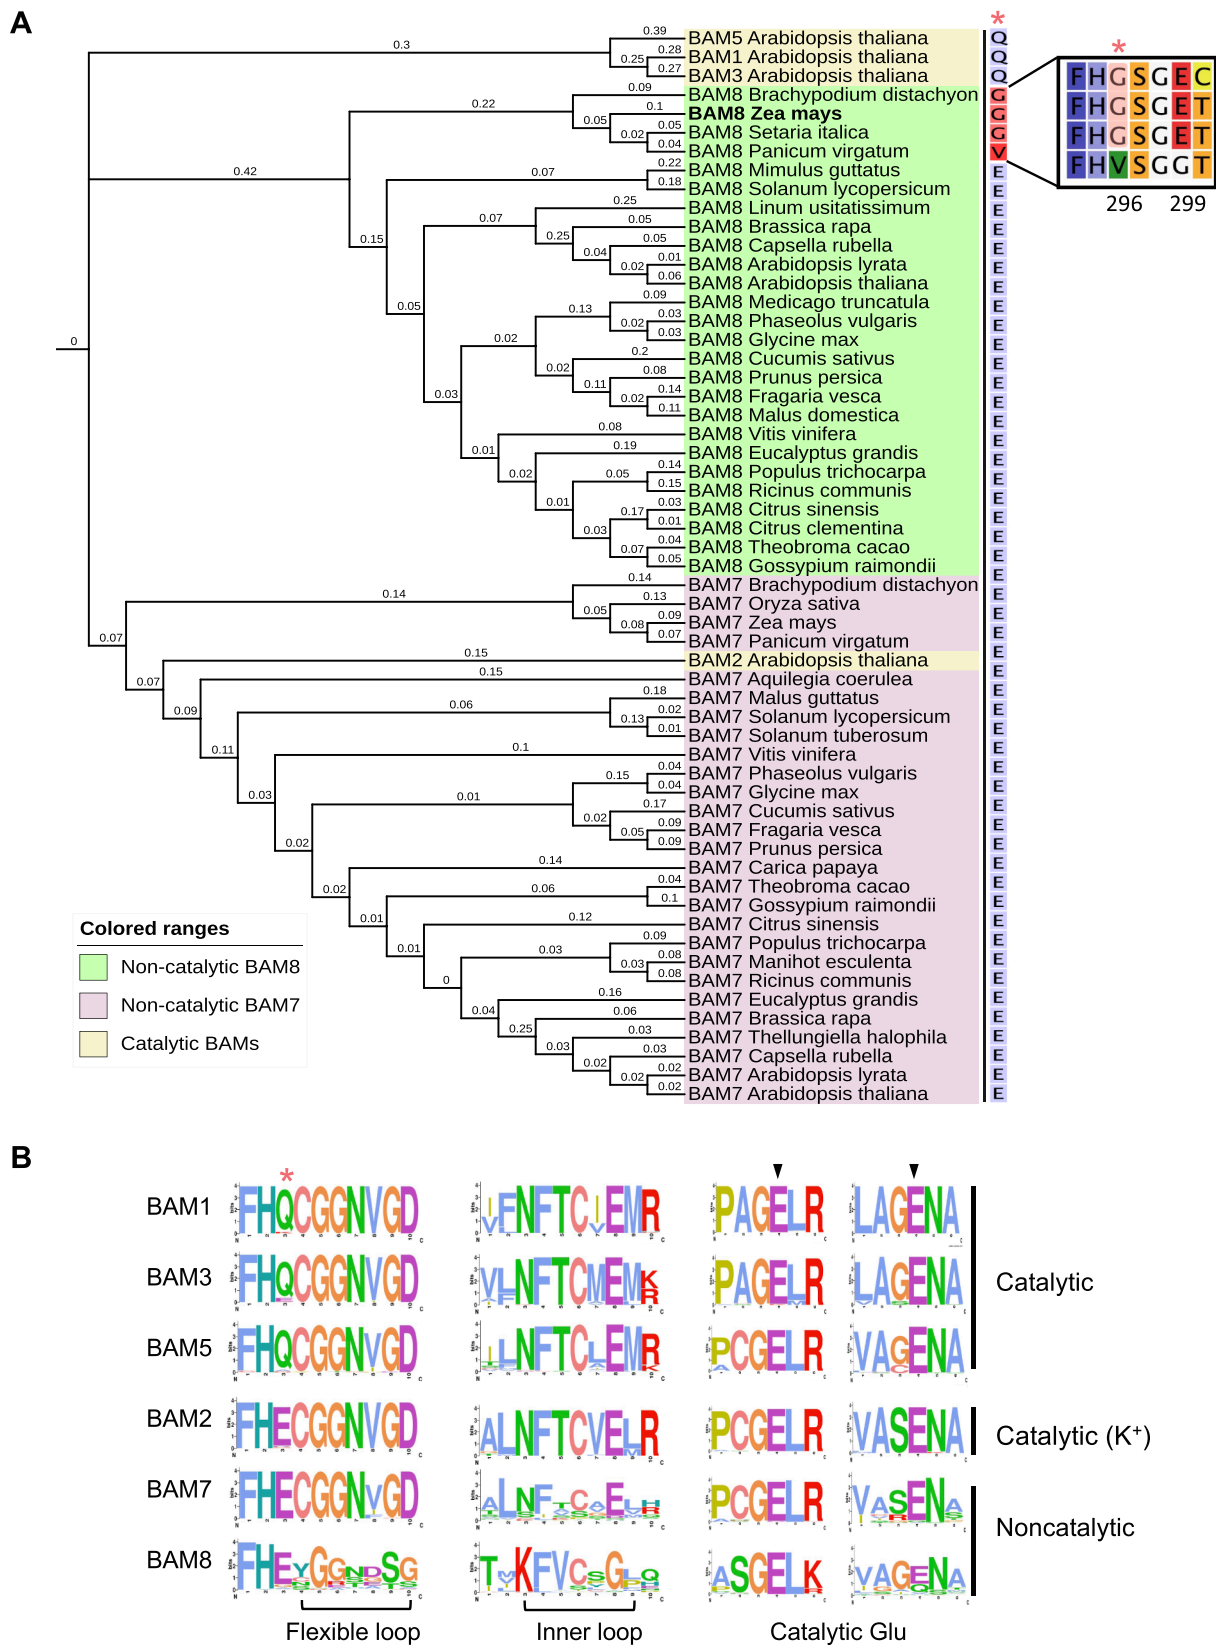 A
*
0.39 BAM5 Arabidopsis thaliana Q
0.3 0.28 BAM1 Arabidopsis thaliana Q
0.25 0.27 BAM3 Arabidopsis thaliana Q
0.09 BAM8 Brachypodium distachyon G
0.22 0.1 BAM8 Zea mays G
0.05 0.05 BAM8 Setaria italica G
0.02 0.04 BAM8 Panicum virgatum V
0.42 0.22 BAM8 Mimulus guttatus E
0.07 0.18 BAM8 Solanum lycopersicum E
0.25 BAM8 Linum usitatissimum E
0.07 0.05 BAM8 Brassica rapa E
0.15 0.25 0.05 BAM8 Capsella rubella E
0.04 0.01 BAM8 Arabidopsis lyrata E
0.02 0.06 BAM8 Arabidopsis thaliana E
0.05 0.13 0.09 BAM8 Medicago truncatula E
0.03 BAM8 Phaseolus vulgaris E
0.02 0.02 0.03 BAM8 Glycine max E
0 0.2 BAM8 Cucumis sativus E
0.02 0.08 BAM8 Prunus persica E
0.03 0.11 0.14 BAM8 Fragaria vesca E
0.02 0.11 BAM8 Malus domestica E
0.08 BAM8 Vitis vinifera E
0.01 0.19 BAM8 Eucalyptus grandis E
0.02 0.05 0.14 BAM8 Populus trichocarpa E
0.15 BAM8 Ricinus communis E
0.01 0.17 0.03 BAM8 Citrus sinensis E
0.03 0.01 BAM8 Citrus clementina E
0.04 BAM8 Theobroma cacao E
0.07 0.05 BAM8 Gossypium raimondii E
0.14 BAM7 Brachypodium distachyon E
0.14 0.13 BAM7 Oryza sativa E
0.05 0.09 BAM7 Zea mays E
0.07 0.08 0.07 BAM7 Panicum virgatum E
0.15 BAM2 Arabidopsis thaliana E
0.07 0.15 BAM7 Aquilegia coerulea E
0.18 BAM7 Malus guttatus E
0.09 0.06 0.02 BAM7 Solanum lycopersicum E
0.13 0.01 BAM7 Solanum tuberosum E
0.11 0.1 BAM7 Vitis vinifera E
0.15 0.04 BAM7 Phaseolus vulgaris E
0.03 0.01 0.04 BAM7 Glycine max E
0.17 BAM7 Cucumis sativus E
0.02 0.09 BAM7 Fragaria vesca E
0.02 0.05 0.09 BAM7 Prunus persica E
0.14 BAM7 Carica papaya E
0.02 0.06 0.04 BAM7 Theobroma cacao E
0.1 BAM7 Gossypium raimondii E
0.01 0.12 BAM7 Citrus sinensis E
0.01 0.03 0.09 BAM7 Populus trichocarpa E
0.08 BAM7 Manihot esculenta E
0 0.03 0.08 BAM7 Ricinus communis E
0.16 BAM7 Eucalyptus grandis E
0.04 0.06 BAM7 Brassica rapa E
0.25 0.03 BAM7 Thellungiella halophila E
0.03 0.03 BAM7 Capsella rubella E
0.02 0.02 BAM7 Arabidopsis lyrata E
0.02 0.02 BAM7 Arabidopsis thaliana E
*
FHGSGEC
FHGSGET
FHGSGET
FHVSGGT
296 299
Colored ranges
Non-catalytic BAM8
Non-catalytic BAM7
Catalytic BAMs
B
*
BAM1 FHQCGGNVGD NFTC EMR PAGELR LAGENA
BAM3 FHQCGGNVGD NFTCMEM PAGELR LAGENA
Catalytic
BAM5 FHQCGGNVGD LNFTCLEMR PCGELR VAGENA
BAM2 FHECGGNVGD ALNFTCVELR PCGELR VASENA
Catalytic (K+)
BAM7 FHECGGNVGD PCGELR VASENA
Noncatalytic
BAM8 FHEYGGNDSG ASGELK VAGENA
Flexible loop Inner loop Catalytic Glu